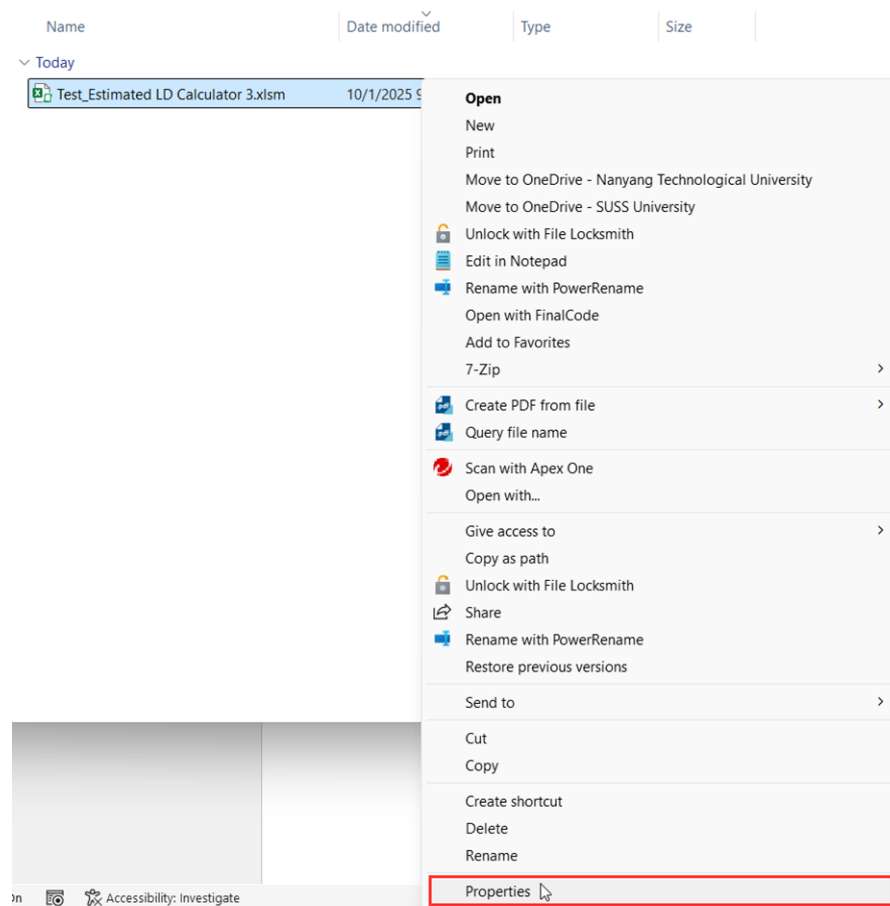 Name Date modified Type Size
Today
Test_Estimated LD Calculator 3.xlsm 10/1/2025
Open
New
Print
Move to OneDrive - Nanyang Technological University
Move to OneDrive - SUSS University
Unlock with File Locksmith
Edit in Notepad
Rename with PowerRename
Open with FinalCode
Add to Favorites
7-Zip
Create PDF from file
Query file name
Scan with Apex One
Open with...
Give access to
Copy as path
Unlock with File Locksmith
Share
Rename with PowerRename
Restore previous versions
Send to
Cut
Copy
Create shortcut
Delete
Rename
Properties
Accessibility: Investigate